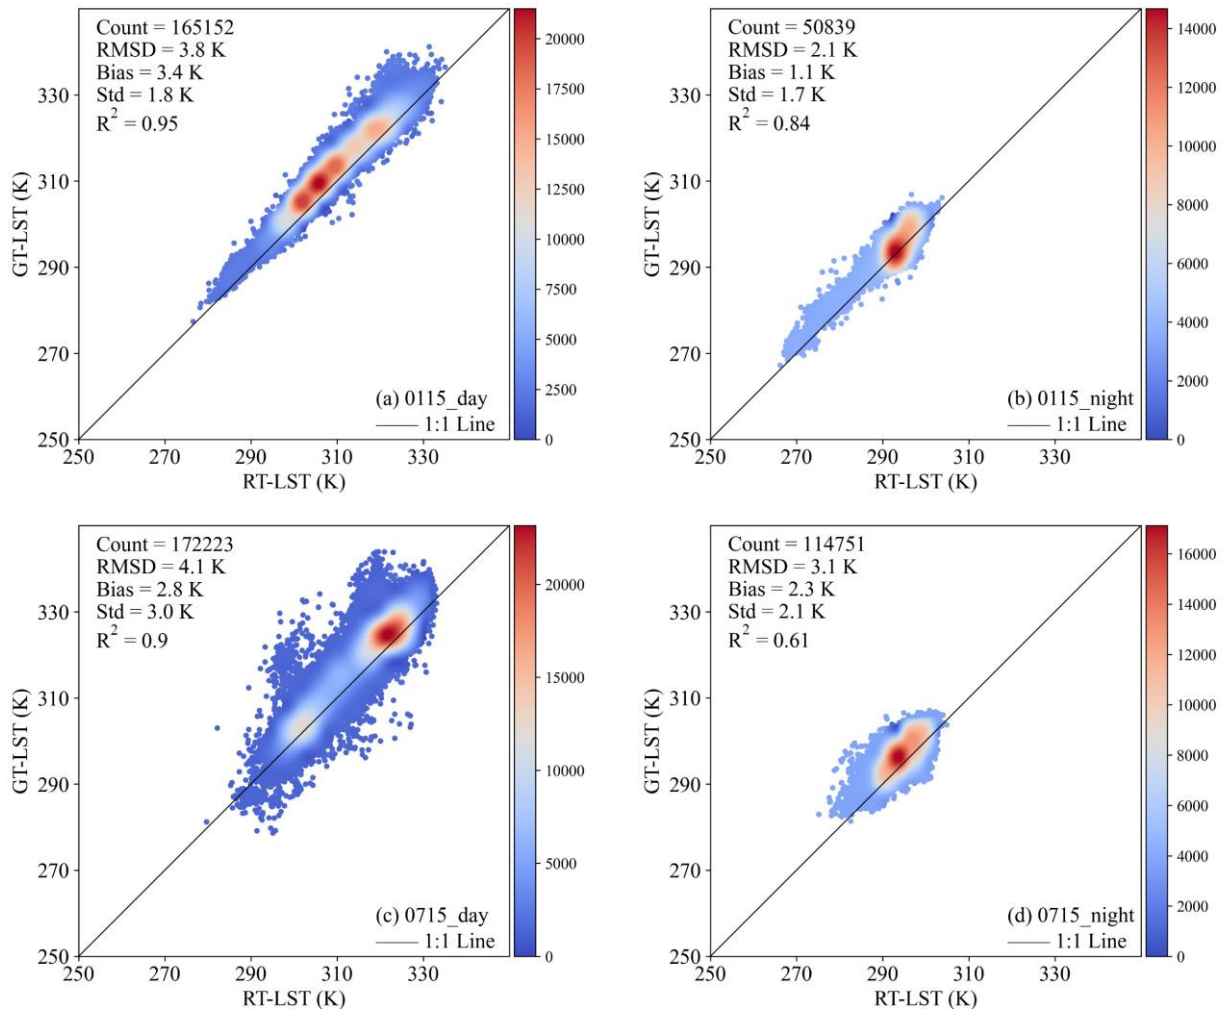 Count = 165152
RMSD = 3.8 K
Bias = 3.4 K
Std = 1.8 K
R² = 0.95
GT-LST (K)
330
310
290
270
250
250 270 290 310 330
RT-LST (K)
(a) 0115_day
1:1 Line
20000
17500
15000
12500
10000
7500
5000
2500
0
Count = 50839
RMSD = 2.1 K
Bias = 1.1 K
Std = 1.7 K
R² = 0.84
GT-LST (K)
330
310
290
270
250
250 270 290 310 330
RT-LST (K)
(b) 0115_night
1:1 Line
14000
12000
10000
8000
6000
4000
2000
0
Count = 172223
RMSD = 4.1 K
Bias = 2.8 K
Std = 3.0 K
R² = 0.9
GT-LST (K)
330
310
290
270
250
250 270 290 310 330
RT-LST (K)
(c) 0715_day
1:1 Line
20000
15000
10000
5000
0
Count = 114751
RMSD = 3.1 K
Bias = 2.3 K
Std = 2.1 K
R² = 0.61
GT-LST (K)
330
310
290
270
250
250 270 290 310 330
RT-LST (K)
(d) 0715_night
1:1 Line
16000
14000
12000
10000
8000
6000
4000
2000
0